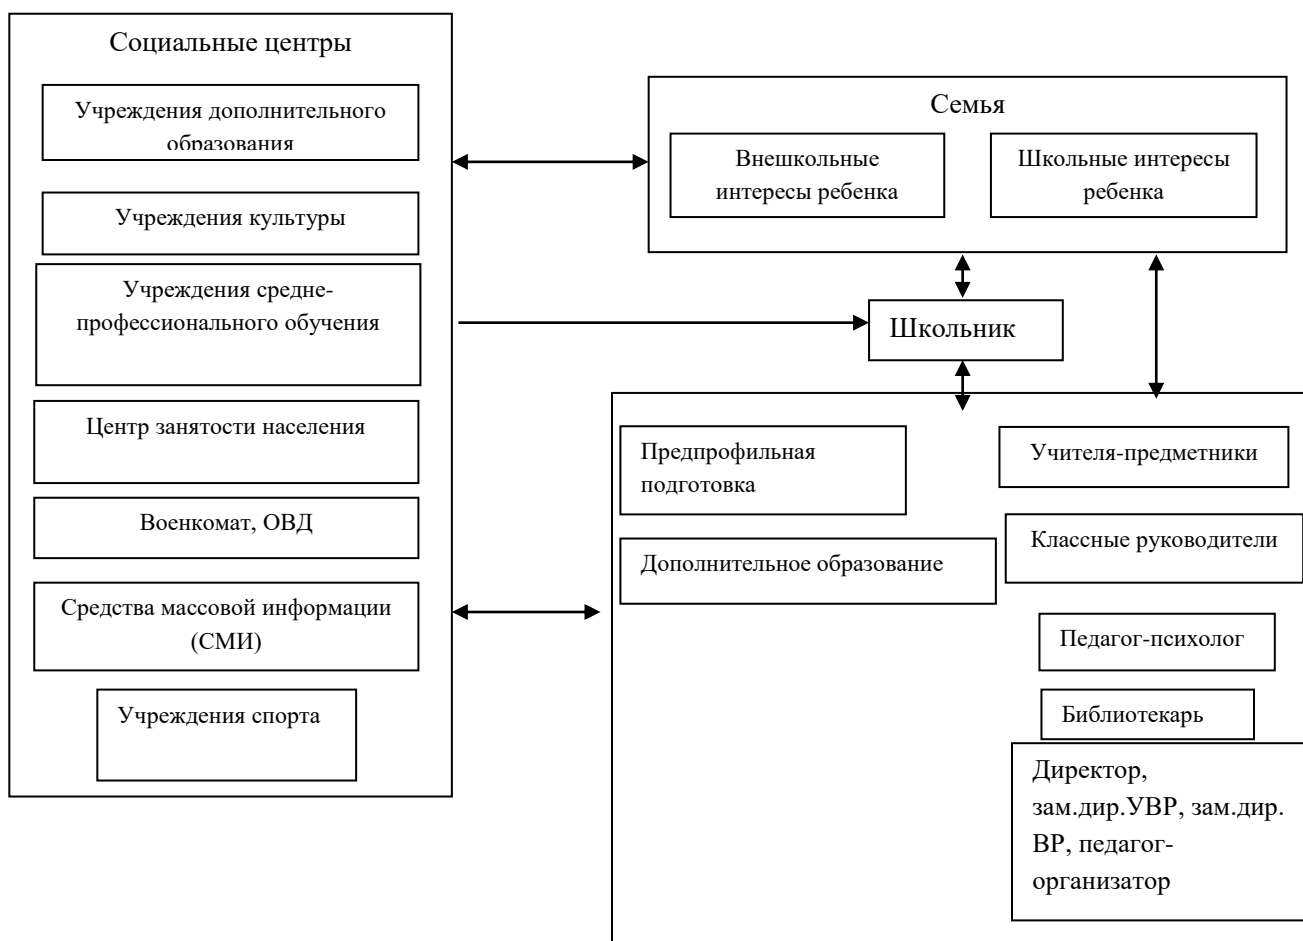 Социальные центры
Учреждения дополнительного
образования
Учреждения культуры
Учреждения средне-
профессионального обучения
Центр занятости населения
Военкомат, ОВД
Средства массовой информации
(СМИ)
Учреждения спорта
Семья
Внешкольные
интересы ребенка
Школьные интересы
ребенка
Школьник
Предпрофильная
подготовка
Дополнительное образование
Учителя-предметники
Классные руководители
Педагог-психолог
Библиотекарь
Директор,
зам.дир.УВР, зам.дир.
ВР, педагог-
организатор